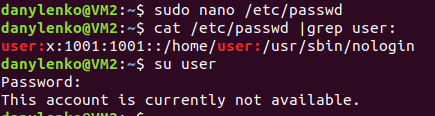 danylenko@VM2:~$ sudo nano /etc/passwd
danylenko@VM2:~$ cat /etc/passwd |grep user:
user:x:1001:1001::/home/user:/usr/sbin/nologin
danylenko@VM2:~$ su user
Password:
This account is currently not available.